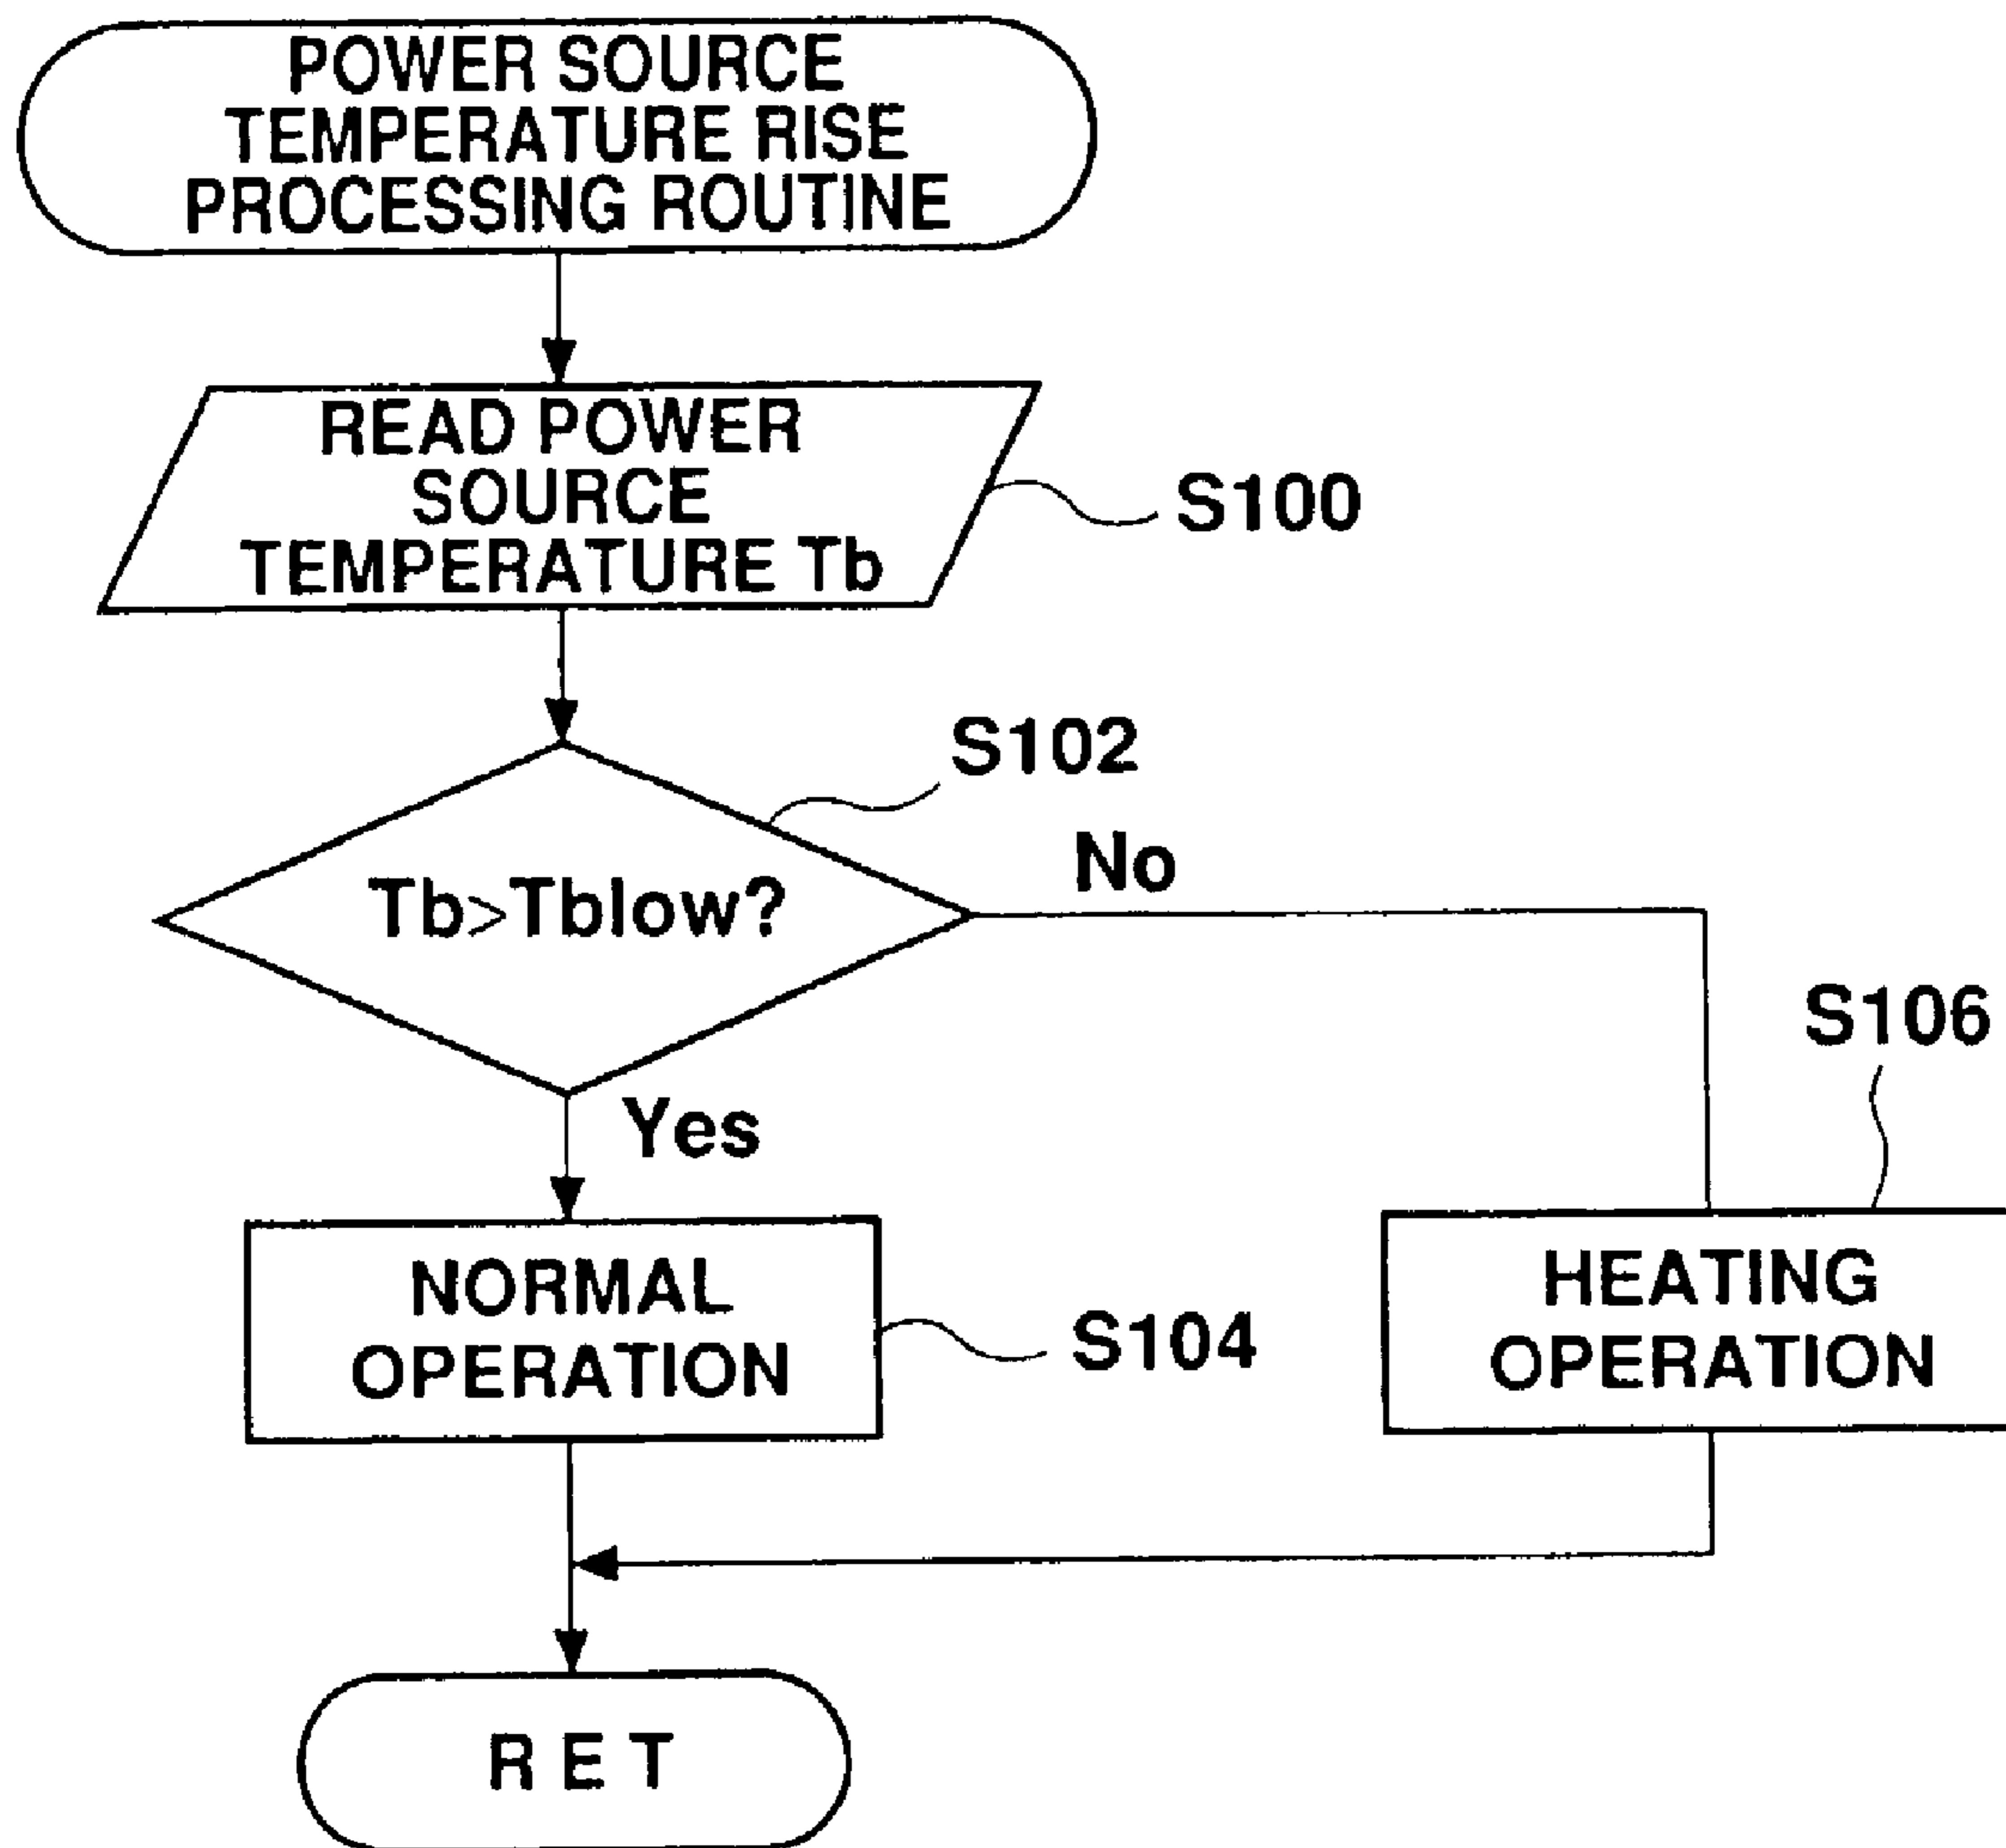 POWER SOURCE
TEMPERATURE RISE
PROCESSING ROUTINE
READ POWER
SOURCE
TEMPERATURE Tb
S100
S102
Tb>Tblow?
No
S106
Yes
NORMAL
OPERATION
S104
HEATING
OPERATION
RET